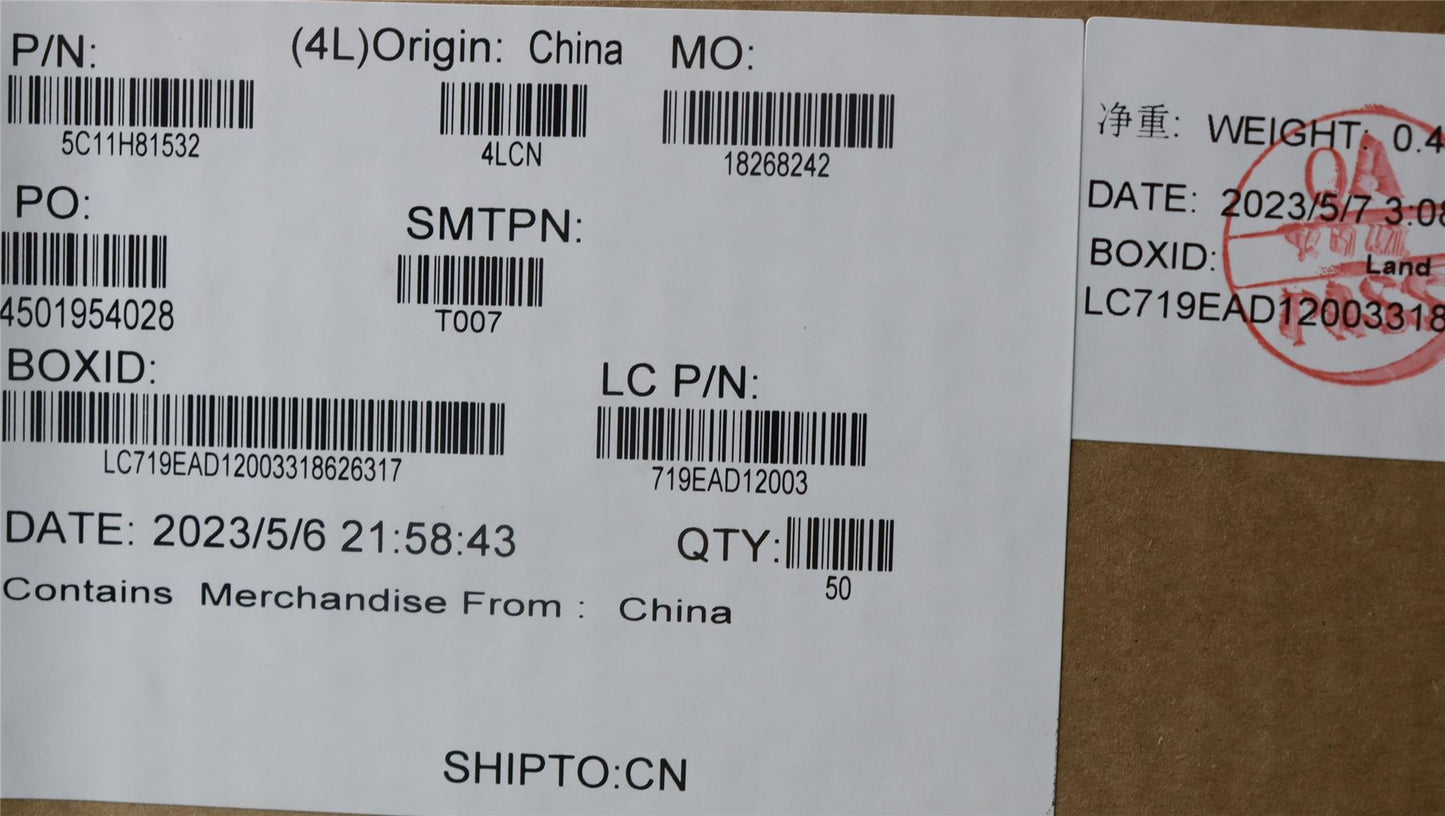 P/N: (4L)Origin: China MO:
5C11H81532 4LCN 18268242
PO: SMTPN:
4501954028 T007
BOXID: LC P/N:
LC719EAD12003318626317 719EAD12003
DATE: 2023/5/6 21:58:43 QTY:
50
Contains Merchandise From : China
SHIPTO:CN
净重: WEIGHT: 0.4
QA
DATE: 2023/5/7 3:08
BOXID:
Land
LC719EAD12003318
PASS